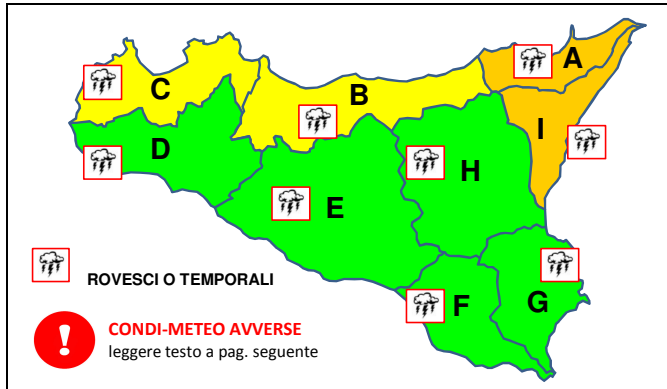 A
C
B
I
D
H
E
G
F
ROVESCI O TEMPORALI
CONDI-METEO AVVERSE
leggere testo a pag. seguente